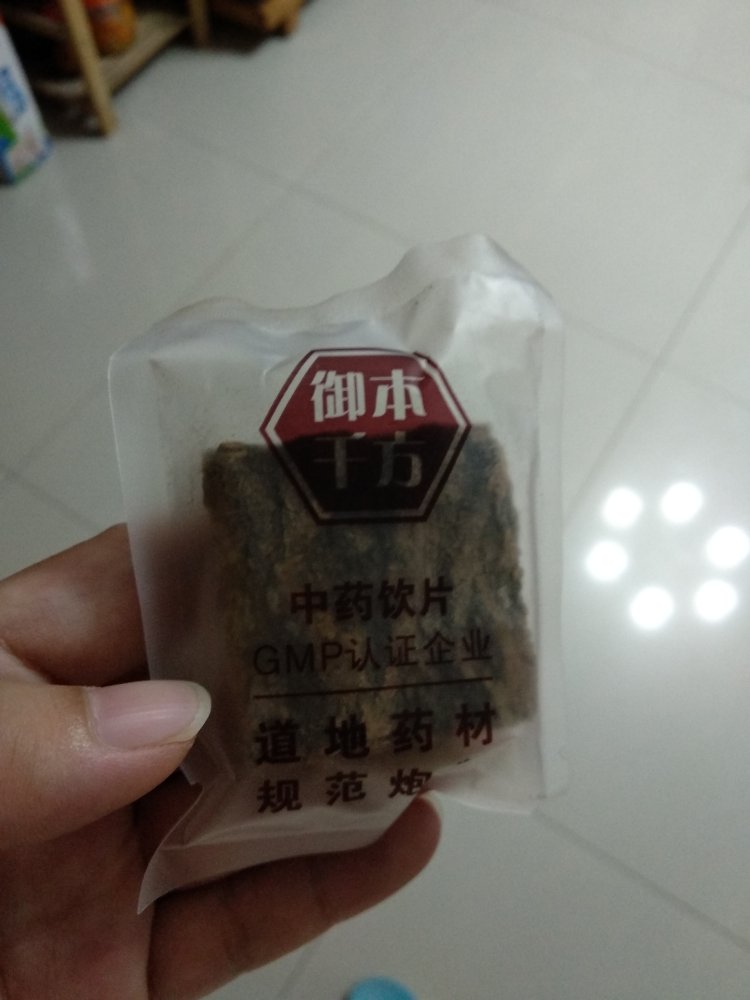 御本
千方
中药饮片
GMP认证企业
道地药材
规范炮